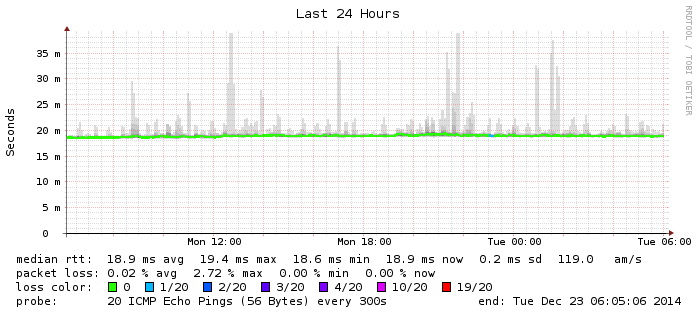 Last 24 Hours
RRDTOOL / TOBI OETIKER
Seconds
35 m
30 m
25 m
20 m
15 m
10 m
5 m
0
Mon 12:00 Mon 18:00 Tue 00:00 Tue 06:00
median rtt: 18.9 ms avg 19.4 ms max 18.6 ms min 18.9 ms now 0.2 ms sd 119.0 am/s
packet loss: 0.02 % avg 2.72 % max 0.00 % min 0.00 % now
loss color: 0 1/20 2/20 3/20 4/20 10/20 19/20
probe: 20 ICMP Echo Pings (56 Bytes) every 300s end: Tue Dec 23 06:05:06 2014